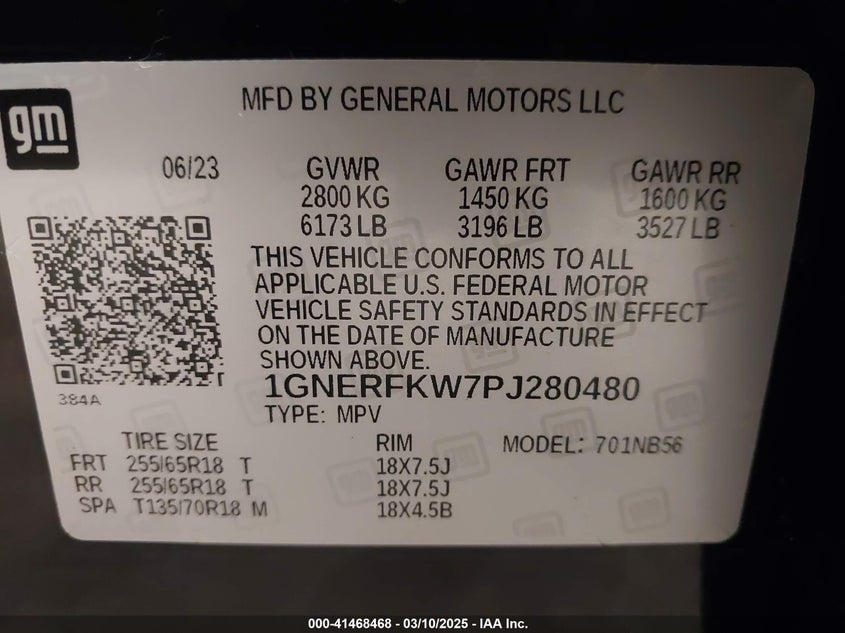 MFD BY GENERAL MOTORS LLC
gm
06/23 GVWR GAWR FRT GAWR RR
2800 KG 1450 KG 1600 KG
6173 LB 3196 LB 3527 LB
THIS VEHICLE CONFORMS TO ALL
APPLICABLE U.S. FEDERAL MOTOR
VEHICLE SAFETY STANDARDS IN EFFECT
ON THE DATE OF MANUFACTURE
SHOWN ABOVE.
384A
1GNERFKW7PJ280480
TYPE: MPV
TIRE SIZE RIM MODEL: 701NB56
FRT 255/65R18 T 18X7.5J
RR 255/65R18 T 18X7.5J
SPA T135/70R18 M 18X4.5B
000-41468468 - 03/10/2025 - IAA Inc.